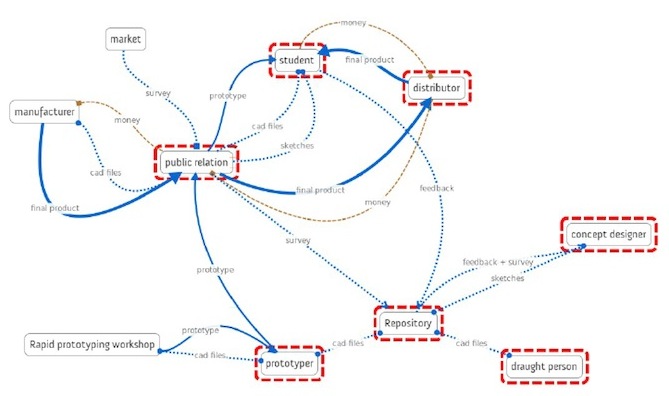 money
market
student
final product
distributor
survey
prototype
manufacturer
money
cad files
sketches
public relation
cad files
final product
final product
money
feedback
survey
concept designer
feedback + survey
sketches
prototype
Repository
prototype
Rapid prototyping workshop
cad files
cad files
cad files
prototyper
draught person